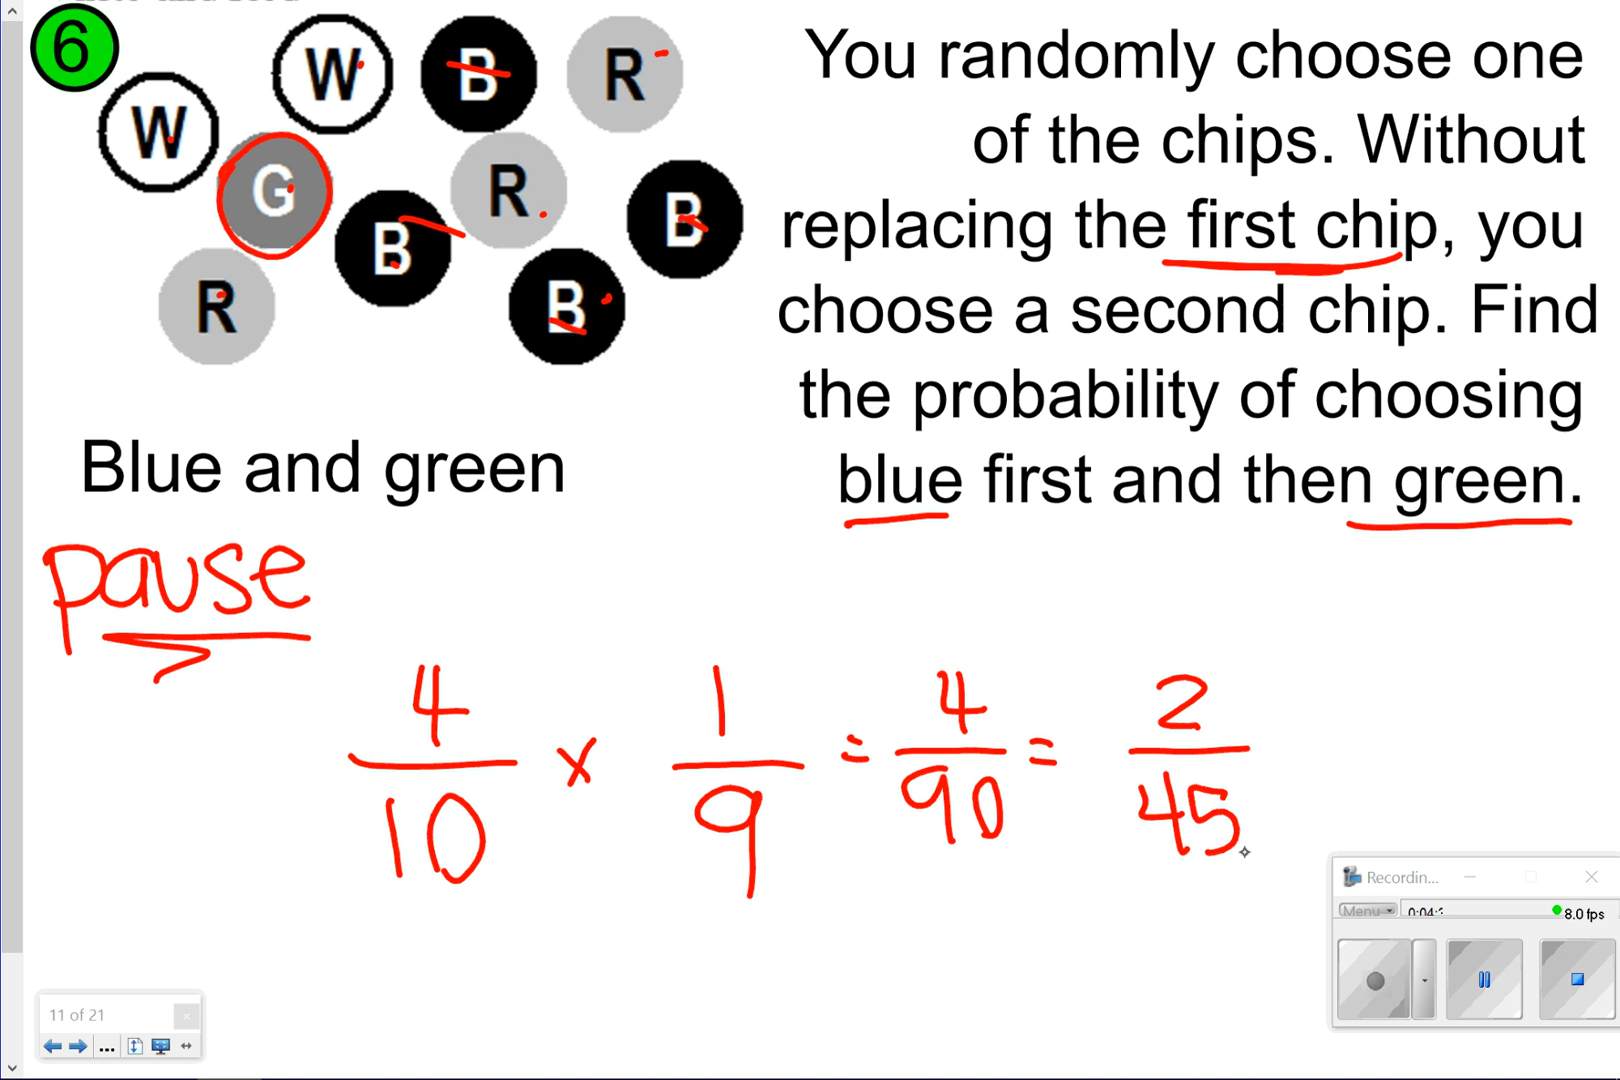 6
W B R
W
G R B
B
R B
You randomly choose one
of the chips. Without
replacing the first chip, you
choose a second chip. Find
the probability of choosing
blue first and then green.
Blue and green
pause
4/10 x 1/9 = 4/90 = 2/45
Recordin...
Menu
8.0 fps
11 of 21